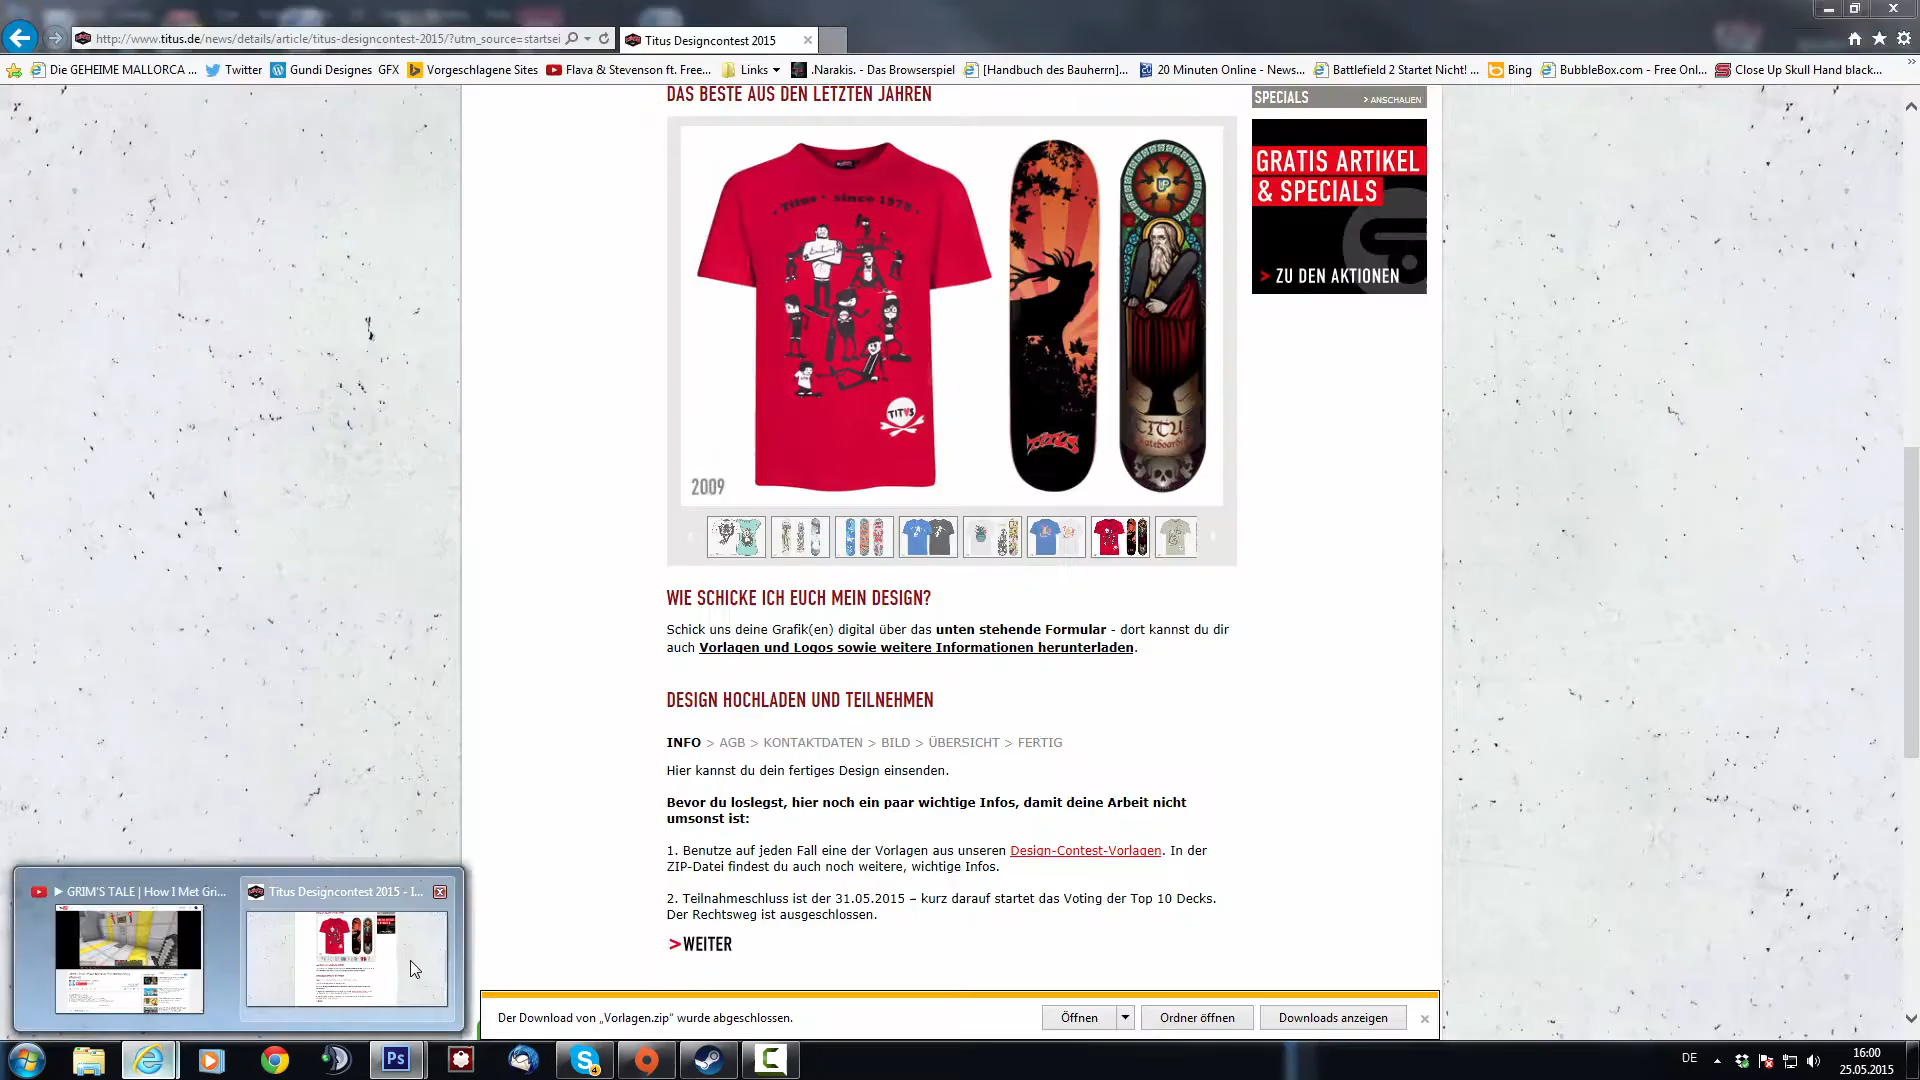 http://www.titus.de/news/details/article/titus-designcontest-2015/?utm_source=startsei
Titus Designcontest 2015
Die GEHEIME MALLORCA ...
Twitter
Gundi Designes GFX
Vorgeschlagene Sites
Flava & Stevenson ft. Free...
Links
.Narakis. - Das Browserspiel
[Handbuch des Bauherrn]...
20 Minuten Online - News...
Battlefield 2 Startet Nicht! ...
Bing
BubbleBox.com - Free Onl...
Close Up Skull Hand black...
DAS BESTE AUS DEN LETZTEN JAHREN
SPECIALS
> ANSCHAUEN
GRATIS ARTIKEL
& SPECIALS
> ZU DEN AKTIONEN
· Titus · since 1978 ·
TITUS
TITUS
UP
TITUS
2009
WIE SCHICKE ICH EUCH MEIN DESIGN?
Schick uns deine Grafik(en) digital über das unten stehende Formular - dort kannst du dir
auch Vorlagen und Logos sowie weitere Informationen herunterladen.
DESIGN HOCHLADEN UND TEILNEHMEN
INFO > AGB > KONTAKTDATEN > BILD > ÜBERSICHT > FERTIG
Hier kannst du dein fertiges Design einsenden.
Bevor du loslegst, hier noch ein paar wichtige Infos, damit deine Arbeit nicht
umsonst ist:
1. Benutze auf jeden Fall eine der Vorlagen aus unseren Design-Contest-Vorlagen. In der
ZIP-Datei findest du auch noch weitere, wichtige Infos.
2. Teilnahmeschluss ist der 31.05.2015 – kurz darauf startet das Voting der Top 10 Decks.
Der Rechtsweg ist ausgeschlossen.
>WEITER
GRIM'S TALE | How I Met Gri...
Titus Designcontest 2015 - I...
Der Download von „Vorlagen.zip" wurde abgeschlossen.
Öffnen
Ordner öffnen
Downloads anzeigen
Ps
4
DE
16:00
25.05.2015